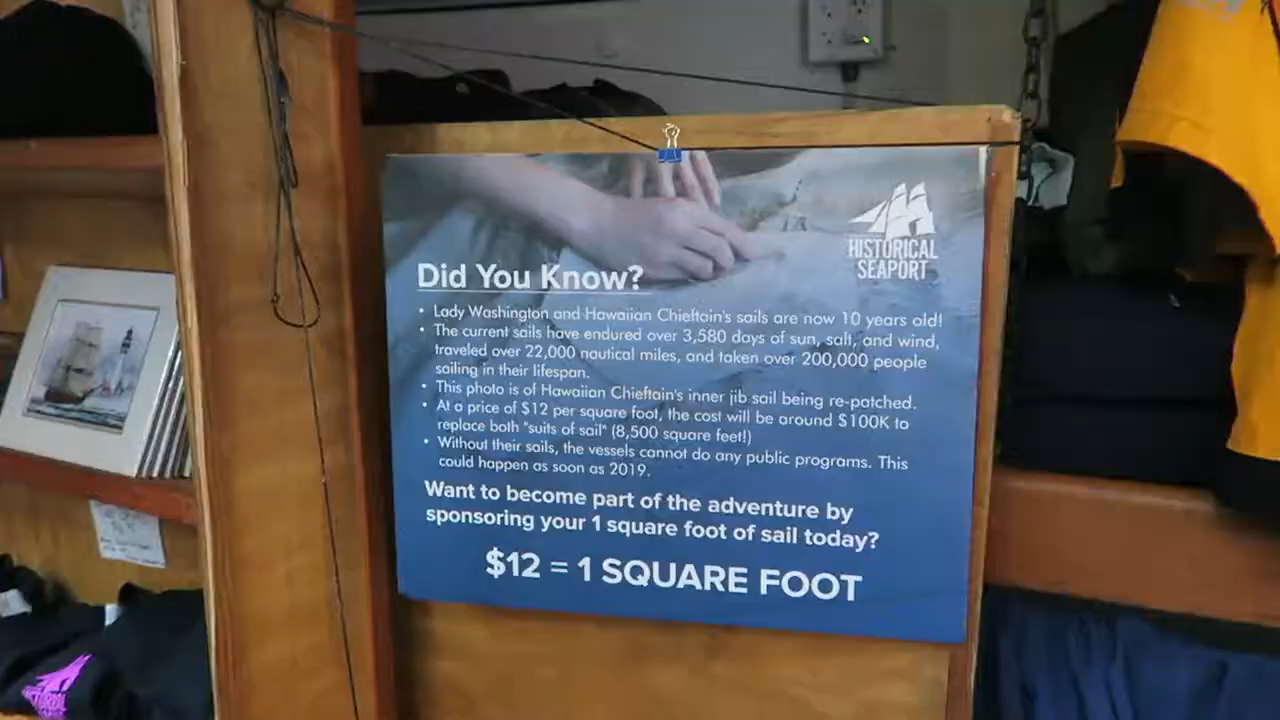 HISTORICAL
SEAPORT
Did You Know?
• Lady Washington and Hawaiian Chieftain's sails are now 10 years old!
• The current sails have endured over 3,580 days of sun, salt, and wind,
traveled over 22,000 nautical miles, and taken over 200,000 people
sailing in their lifespan.
• This photo is of Hawaiian Chieftain's inner jib sail being re-patched.
• At a price of $12 per square foot, the cost will be around $100K to
replace both "suits of sail" (8,500 square feet!)
• Without their sails, the vessels cannot do any public programs. This
could happen as soon as 2019.
Want to become part of the adventure by
sponsoring your 1 square foot of sail today?
$12 = 1 SQUARE FOOT